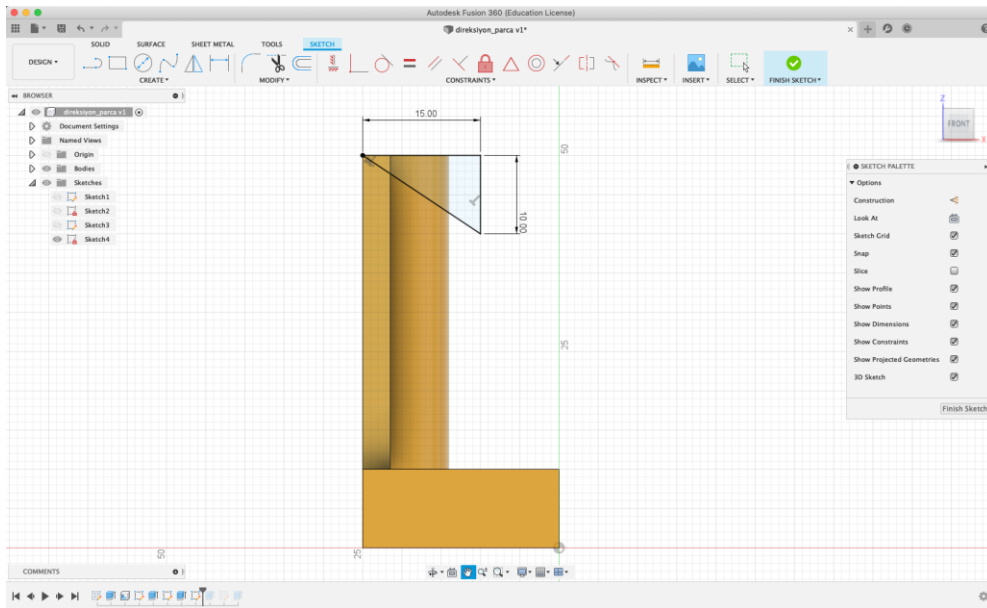 Autodesk Fusion 360 (Education License)
direksiyon_parca v1*
SOLID SURFACE SHEET METAL TOOLS SKETCH
DESIGN
CREATE MODIFY CONSTRAINTS INSPECT INSERT SELECT FINISH SKETCH
BROWSER
direksiyon_parca v1
Document Settings
Named Views
Origin
Bodies
Sketches
Sketch1
Sketch2
Sketch3
Sketch4
15.00
10.00
50
25
50
25
Z
FRONT
X
SKETCH PALETTE
Options
Construction
Look At
Sketch Grid
Snap
Slice
Show Profile
Show Points
Show Dimensions
Show Constraints
Show Projected Geometries
3D Sketch
Finish Sketch
COMMENTS